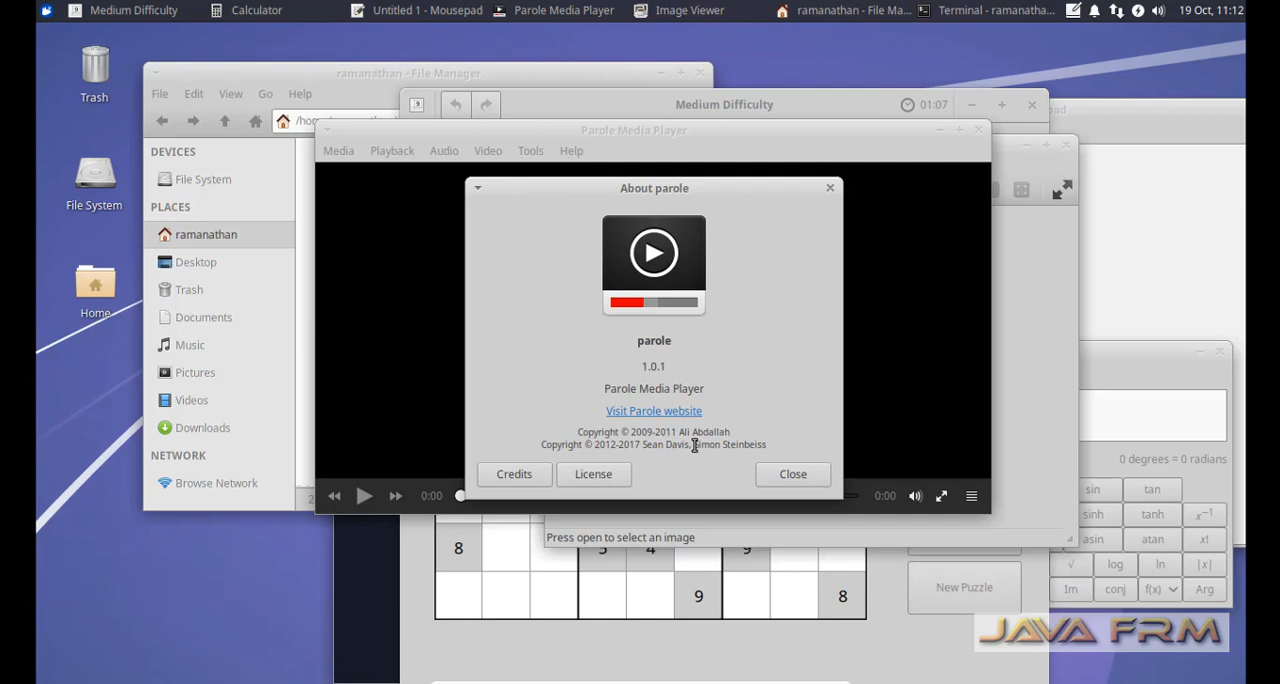 Medium Difficulty
Calculator
Untitled 1 - Mousepad
Parole Media Player
Image Viewer
ramanathan - File Ma...
Terminal - ramanatha...
19 Oct, 11:12
Trash
File System
Home
ramanathan - File Manager
File Edit View Go Help
DEVICES
File System
PLACES
ramanathan
Desktop
Trash
Documents
Music
Pictures
Videos
Downloads
NETWORK
Browse Network
Medium Difficulty
01:07
Parole Media Player
Media Playback Audio Video Tools Help
About parole
parole
1.0.1
Parole Media Player
Visit Parole website
Copyright © 2009-2011 Ali Abdallah
Copyright © 2012-2017 Sean Davis, Simon Steinbeiss
Credits License Close
0:00 0:00
Press open to select an image
8 5 4 9
9 8
New Puzzle
0 degrees = 0 radians
sin tan
sinh tanh x⁻¹
asin atan x!
√ log ln |x|
Im conj f(x) Arg
JAVA FRM